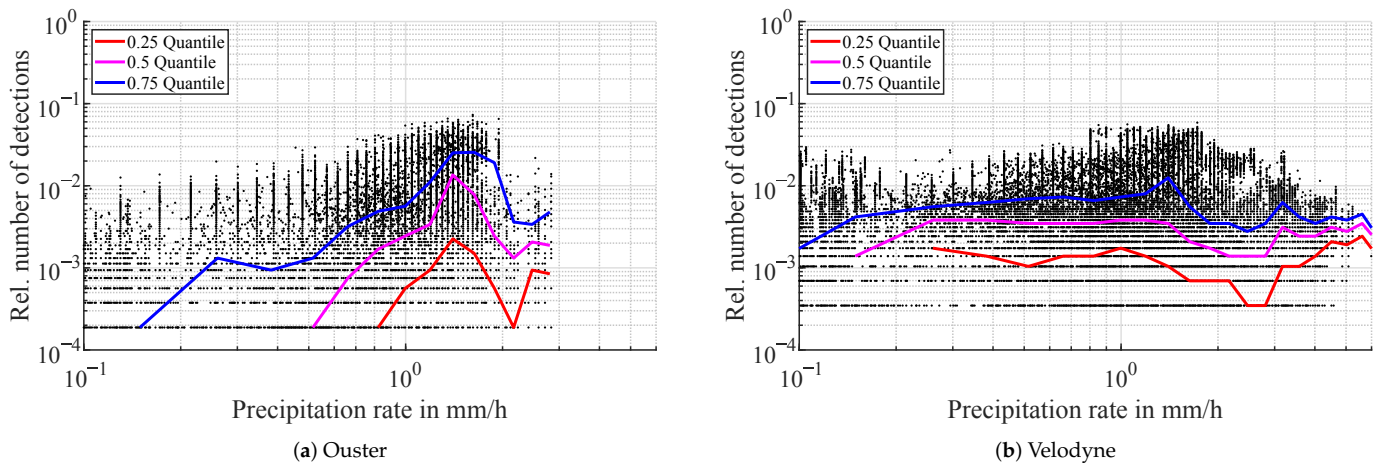 10^0
10^-1
10^-2
10^-3
10^-4
Rel. number of detections
0.25 Quantile
0.5 Quantile
0.75 Quantile
10^-1
10^0
Precipitation rate in mm/h
(a) Ouster
10^0
10^-1
10^-2
10^-3
10^-4
Rel. number of detections
0.25 Quantile
0.5 Quantile
0.75 Quantile
10^-1
10^0
Precipitation rate in mm/h
(b) Velodyne